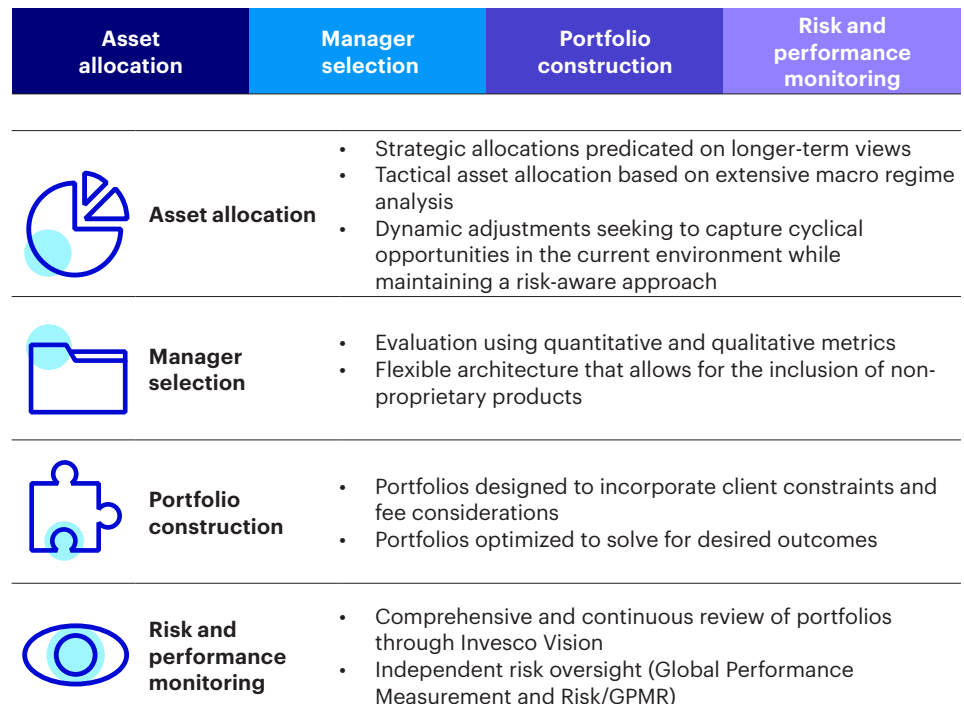 Asset
allocation
Manager
selection
Portfolio
construction
Risk and
performance
monitoring
Asset allocation
• Strategic allocations predicated on longer-term views
• Tactical asset allocation based on extensive macro regime
analysis
• Dynamic adjustments seeking to capture cyclical
opportunities in the current environment while
maintaining a risk-aware approach
Manager
selection
• Evaluation using quantitative and qualitative metrics
• Flexible architecture that allows for the inclusion of non-
proprietary products
Portfolio
construction
• Portfolios designed to incorporate client constraints and
fee considerations
• Portfolios optimized to solve for desired outcomes
Risk and
performance
monitoring
• Comprehensive and continuous review of portfolios
through Invesco Vision
• Independent risk oversight (Global Performance
Measurement and Risk/GPMR)